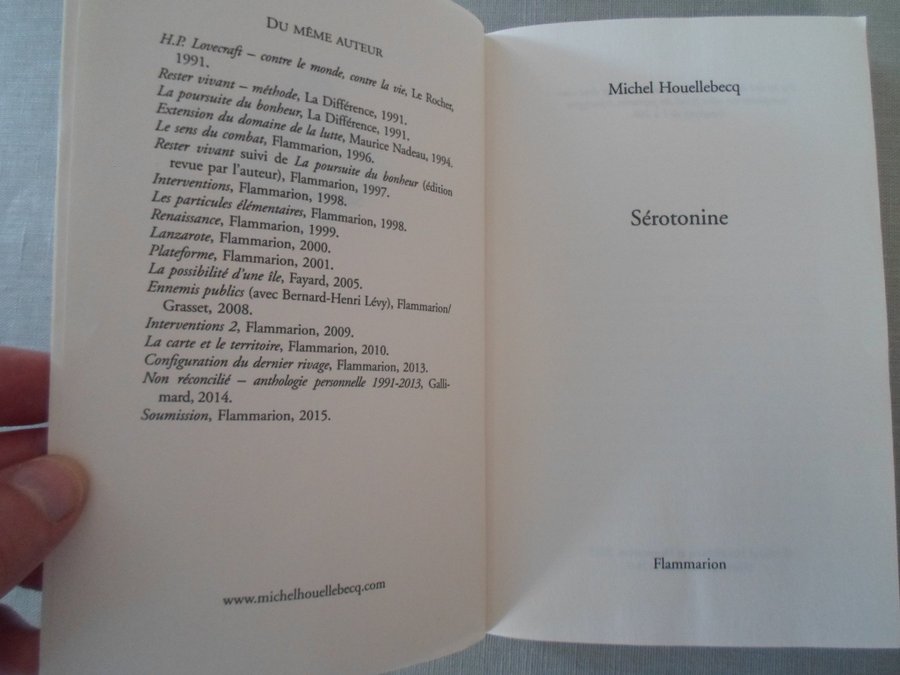 DU MÊME AUTEUR
H.P. Lovecraft – contre le monde, contre la vie, Le Rocher,
1991.
Rester vivant – méthode, La Différence, 1991.
La poursuite du bonheur, La Différence, 1991.
Extension du domaine de la lutte, Maurice Nadeau, 1994.
Le sens du combat, Flammarion, 1996.
Rester vivant suivi de La poursuite du bonheur (édition
revue par l'auteur), Flammarion, 1997.
Interventions, Flammarion, 1998.
Les particules élémentaires, Flammarion, 1998.
Renaissance, Flammarion, 1999.
Lanzarote, Flammarion, 2000.
Plateforme, Flammarion, 2001.
La possibilité d'une île, Fayard, 2005.
Ennemis publics (avec Bernard-Henri Lévy), Flammarion/
Grasset, 2008.
Interventions 2, Flammarion, 2009.
La carte et le territoire, Flammarion, 2010.
Configuration du dernier rivage, Flammarion, 2013.
Non réconcilié – anthologie personnelle 1991-2013, Galli-
mard, 2014.
Soumission, Flammarion, 2015.
www.michelhouellebecq.com
Michel Houellebecq
Sérotonine
Flammarion